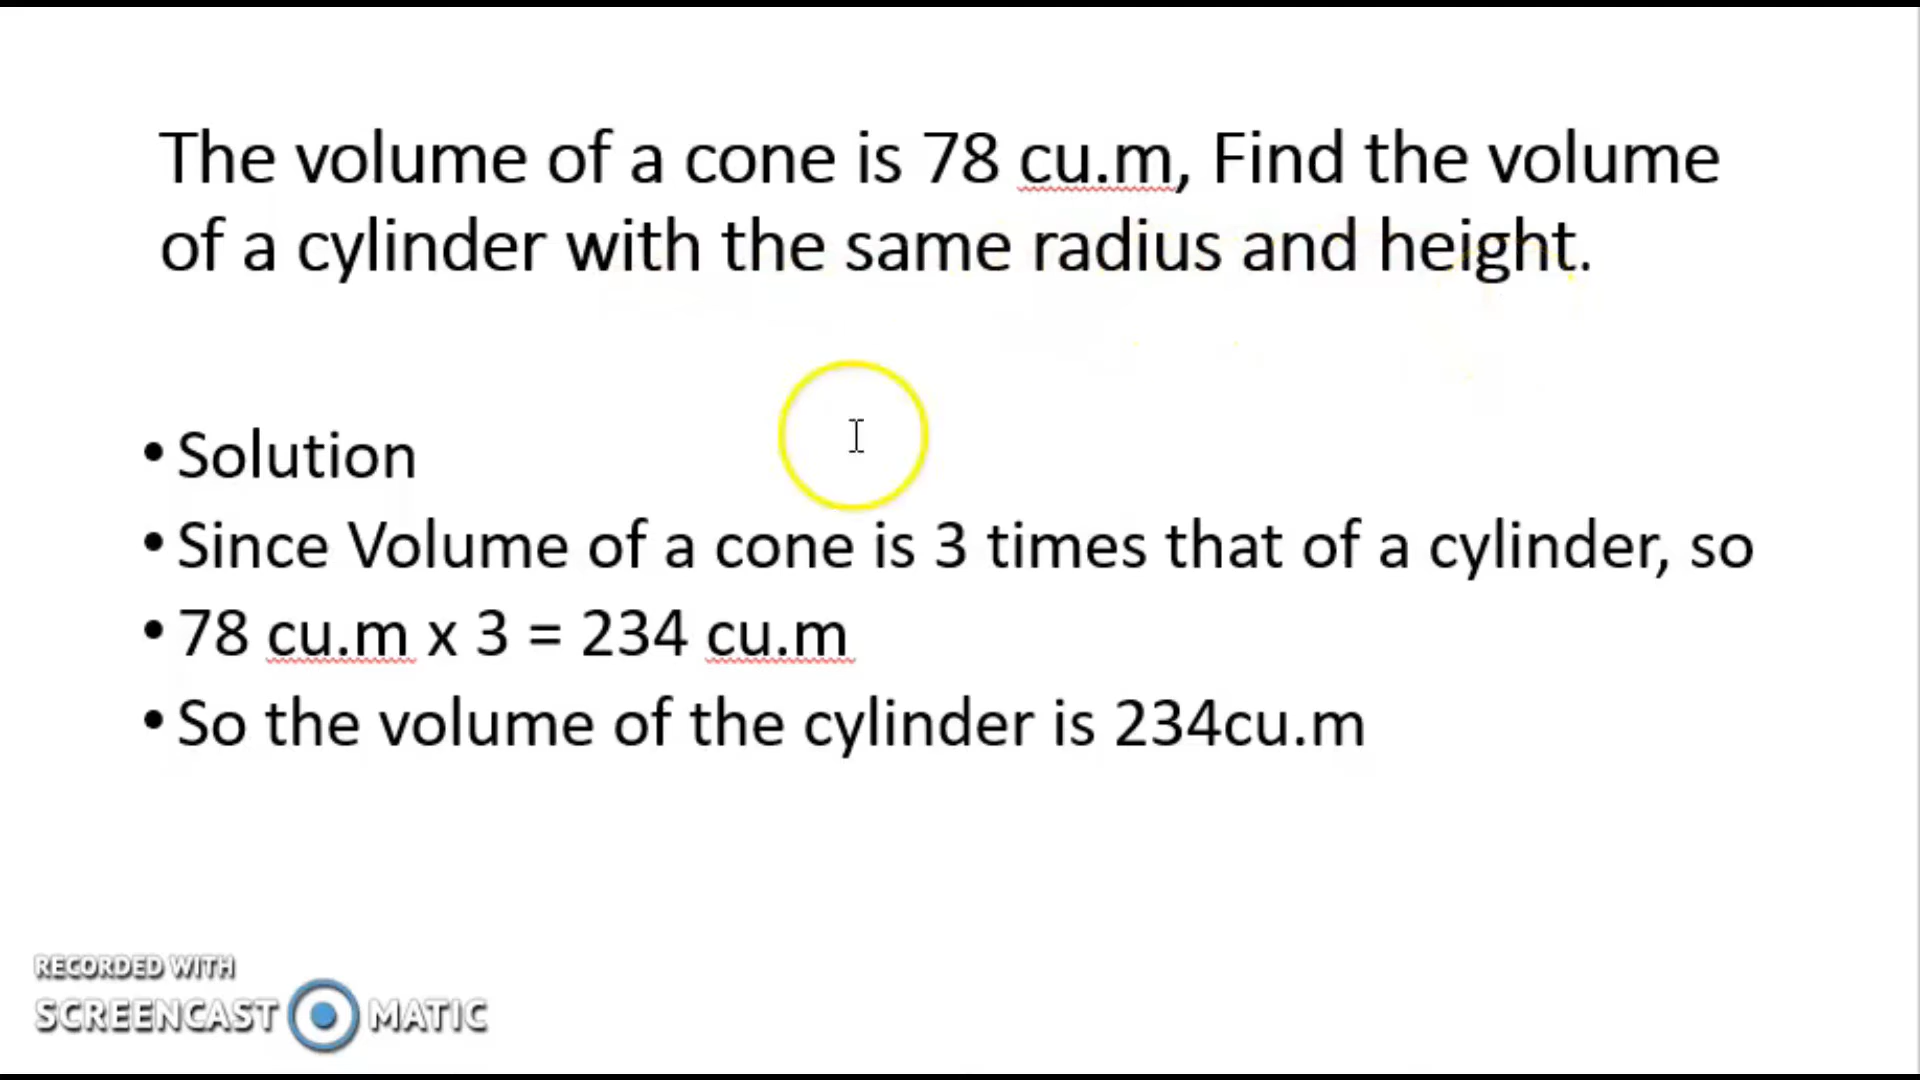 The volume of a cone is 78 cu.m, Find the volume
of a cylinder with the same radius and height.
• Solution
• Since Volume of a cone is 3 times that of a cylinder, so
• 78 cu.m x 3 = 234 cu.m
• So the volume of the cylinder is 234cu.m
RECORDED WITH
SCREENCAST MATIC